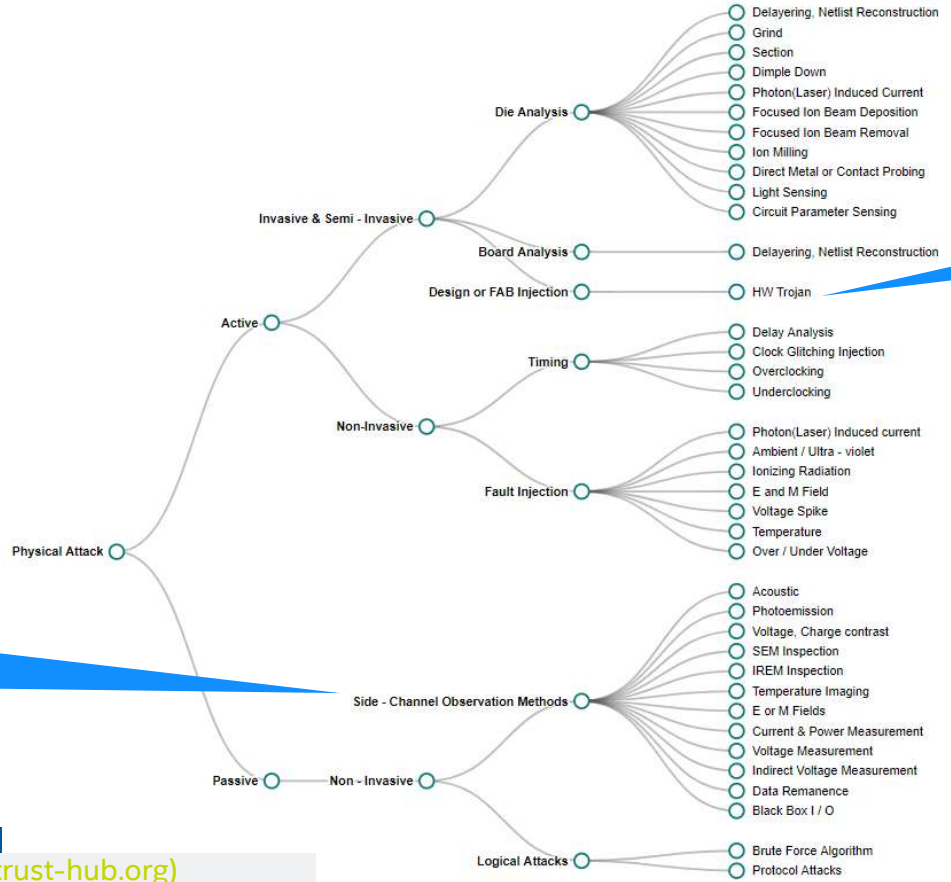 Delayering, Netlist Reconstruction
Grind
Section
Dimple Down
Photon(Laser) Induced Current
Die Analysis
Focused Ion Beam Deposition
Focused Ion Beam Removal
Ion Milling
Direct Metal or Contact Probing
Light Sensing
Circuit Parameter Sensing
Invasive & Semi - Invasive
Board Analysis
Delayering, Netlist Reconstruction
Design or FAB Injection
HW Trojan
Active
Delay Analysis
Clock Glitching Injection
Timing
Overclocking
Underclocking
Non-Invasive
Photon(Laser) Induced current
Ambient / Ultra - violet
Ionizing Radiation
Fault Injection
E and M Field
Voltage Spike
Temperature
Over / Under Voltage
Physical Attack
Acoustic
Photoemission
Voltage, Charge contrast
SEM Inspection
IREM Inspection
Temperature Imaging
Side - Channel Observation Methods
E or M Fields
Current & Power Measurement
Voltage Measurement
Passive
Non - Invasive
Indirect Voltage Measurement
Data Remanence
Black Box I / O
Brute Force Algorithm
Logical Attacks
Protocol Attacks
trust-hub.org)